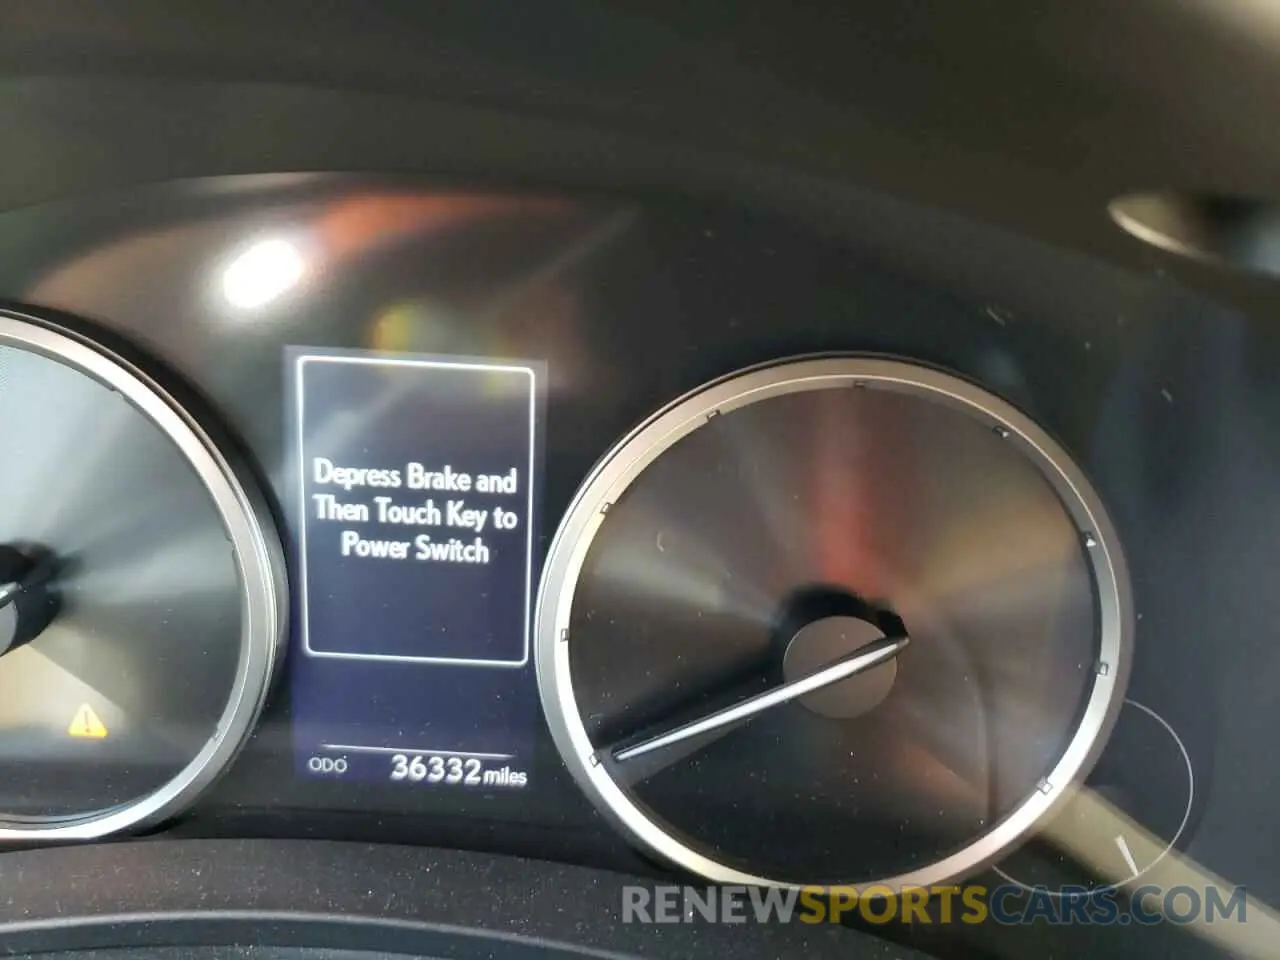 Depress Brake and
Then Touch Key to
Power Switch
ODO 36332 miles
RENEWSPORTSCARS.COM